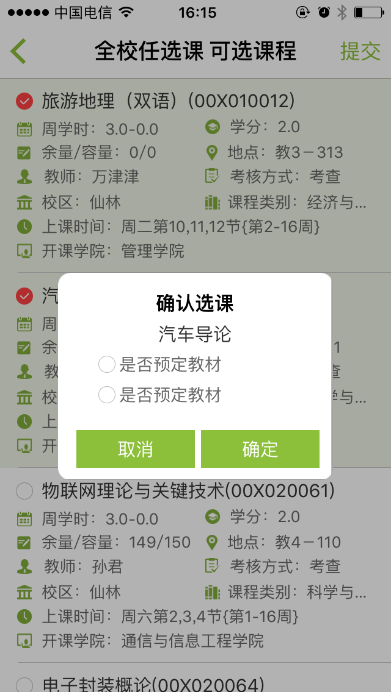 中国电信 16:15
全校任选课 可选课程 提交
旅游地理（双语）(00X010012)
周学时：3.0-0.0 学分：2.0
余量/容量：0/0 地点：教3－313
教师：万津津 考核方式：考查
校区：仙林 课程类别：经济与...
上课时间：周二第10,11,12节{第2-16周}
开课学院：管理学院
确认选课
汽车导论
是否预定教材
是否预定教材
取消 确定
物联网理论与关键技术(00X020061)
周学时：3.0-0.0 学分：2.0
余量/容量：149/150 地点：教4－110
教师：孙君 考核方式：考查
校区：仙林 课程类别：科学与...
上课时间：周六第2,3,4节{第1-16周}
开课学院：通信与信息工程学院
电子封装概论(00X020064)